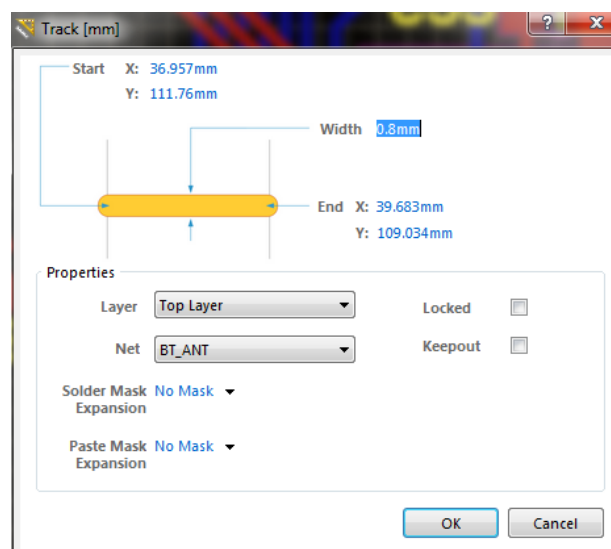 Track [mm]
Start X: 36.957mm
Y: 111.76mm
Width 0.8mm
End X: 39.683mm
Y: 109.034mm
Properties
Layer Top Layer Locked
Net BT_ANT Keepout
Solder Mask No Mask
Expansion
Paste Mask No Mask
Expansion
OK Cancel